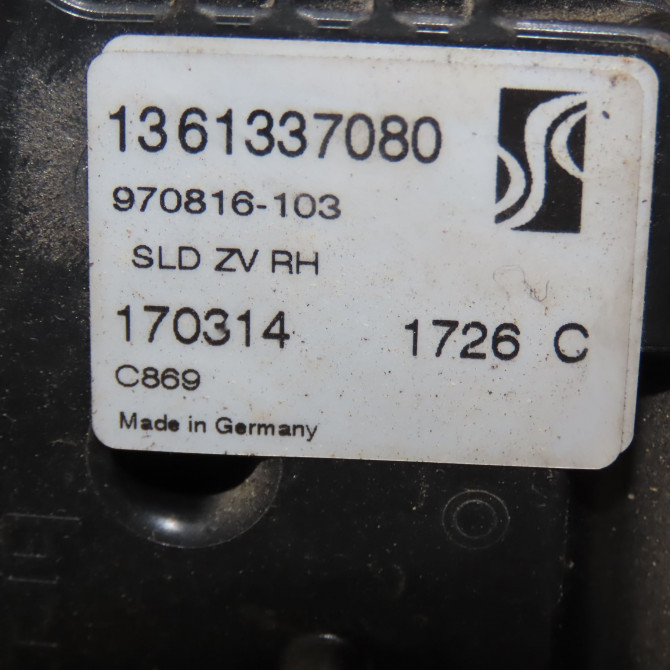 1361337080
970816-103
SLD ZV RH
170314 1726 C
C869
Made in Germany